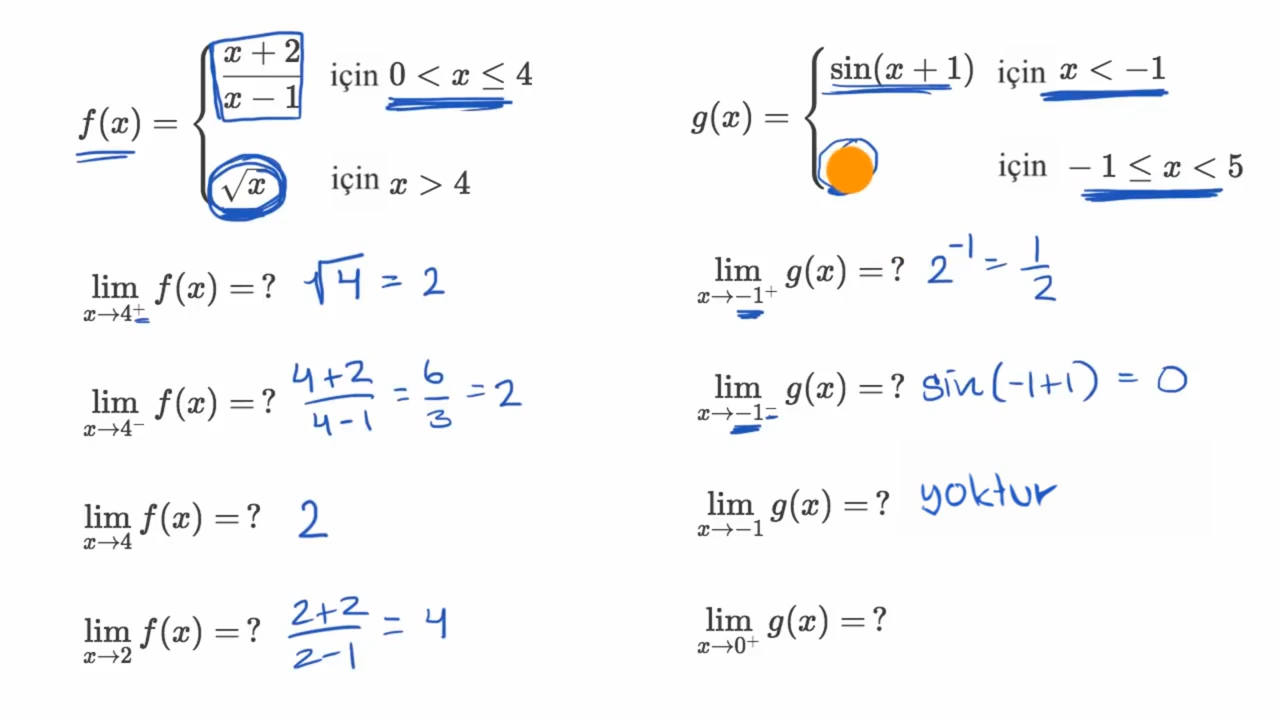 f(x) = { x + 2 / x − 1 için 0 < x ≤ 4
√x için x > 4
lim x→4⁺ f(x) = ? √4 = 2
lim x→4⁻ f(x) = ? 4+2 / 4-1 = 6/3 = 2
lim x→4 f(x) = ? 2
lim x→2 f(x) = ? 2+2 / 2-1 = 4
g(x) = { sin(x + 1) için x < −1
için − 1 ≤ x < 5
lim x→−1⁺ g(x) = ? 2⁻¹ = 1/2
lim x→−1⁻ g(x) = ? sin(-1+1) = 0
lim x→−1 g(x) = ? yoktur
lim x→0⁺ g(x) = ?